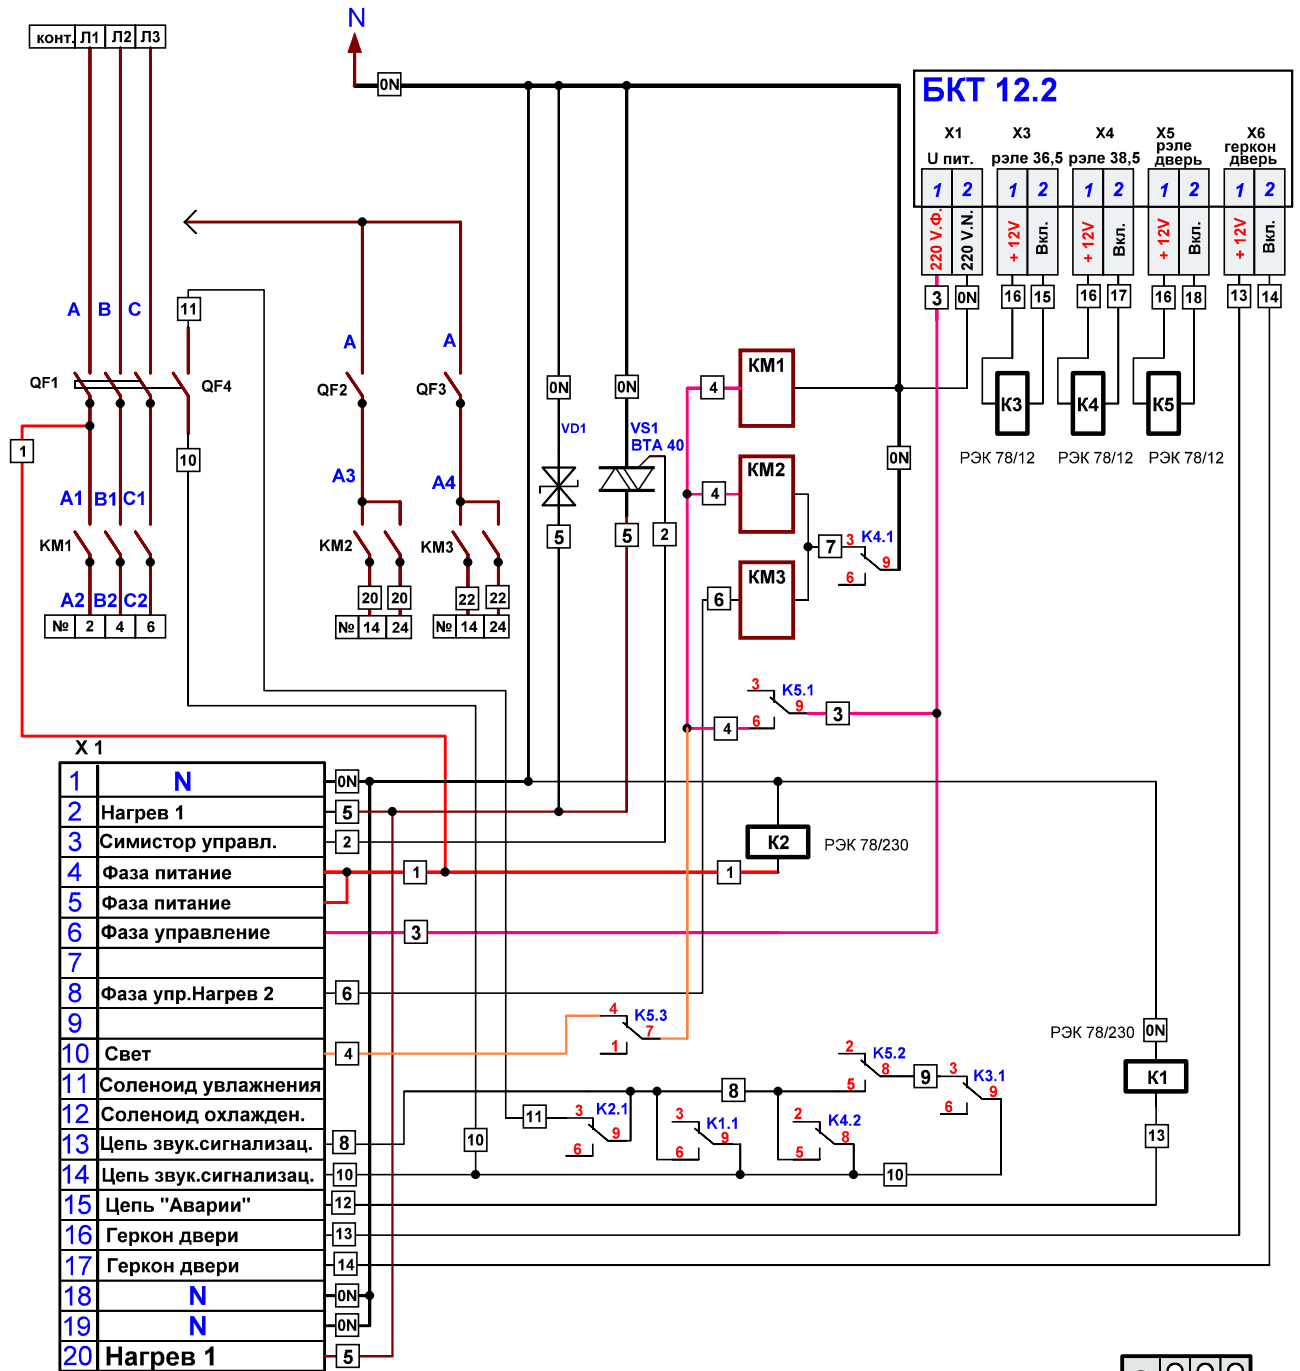 N
конт. Л1 Л2 Л3
0N
БКТ 12.2
X1 X3 X4 X5 X6
U пит. рэле 36,5 рэле 38,5 рэле дверь геркон дверь
1 2 1 2 1 2 1 2 1 2
220 V.Ф. 220 V.N. + 12V Вкл. + 12V Вкл. + 12V Вкл. + 12V Вкл.
3 0N 16 15 16 17 16 18 13 14
11
A B C
A A
QF1 QF4 QF2 QF3
0N 0N
KM1
4
K3 K4 K5
РЭК 78/12 РЭК 78/12 РЭК 78/12
VD1 VS1
BTA 40
1 10
0N
A3 A4
KM2
4
A1 B1 C1
5 5 2
KM1 KM2 KM3
7 3 K4.1
9
6
KM3
6
A2 B2 C2
20 20 22 22
№ 2 4 6
№ 14 24 № 14 24
3 K5.1
9 3
4 6
X 1
1 N 0N
2 Нагрев 1 5
3 Симистор управл. 2
K2 РЭК 78/230
4 Фаза питание 1 1
5 Фаза питание
6 Фаза управление 3
7
8 Фаза упр.Нагрев 2 6
9
4 K5.3
7
1
РЭК 78/230 0N
10 Свет 4
2 K5.2
8 9 3 K3.1
5 9
6
K1
11 Соленоид увлажнения
8
12 Соленоид охлажден.
11 3 K2.1
9
6
3 K1.1
9
6
2 K4.2
8
5
13 Цепь звук.сигнализац. 8
10 13
14 Цепь звук.сигнализац. 10 10
15 Цепь "Аварии" 12
16 Геркон двери 13
17 Геркон двери 14
18 N 0N
19 N 0N
20 Нагрев 1 5